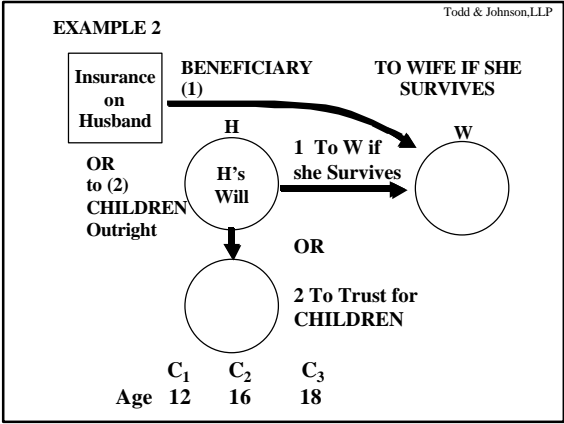 Todd & Johnson,LLP
EXAMPLE 2
Insurance
on
Husband
BENEFICIARY
(1)
TO WIFE IF SHE
SURVIVES
H
W
OR
to (2)
CHILDREN
Outright
H's
Will
1 To W if
she Survives
OR
2 To Trust for
CHILDREN
C1 C2 C3
Age 12 16 18